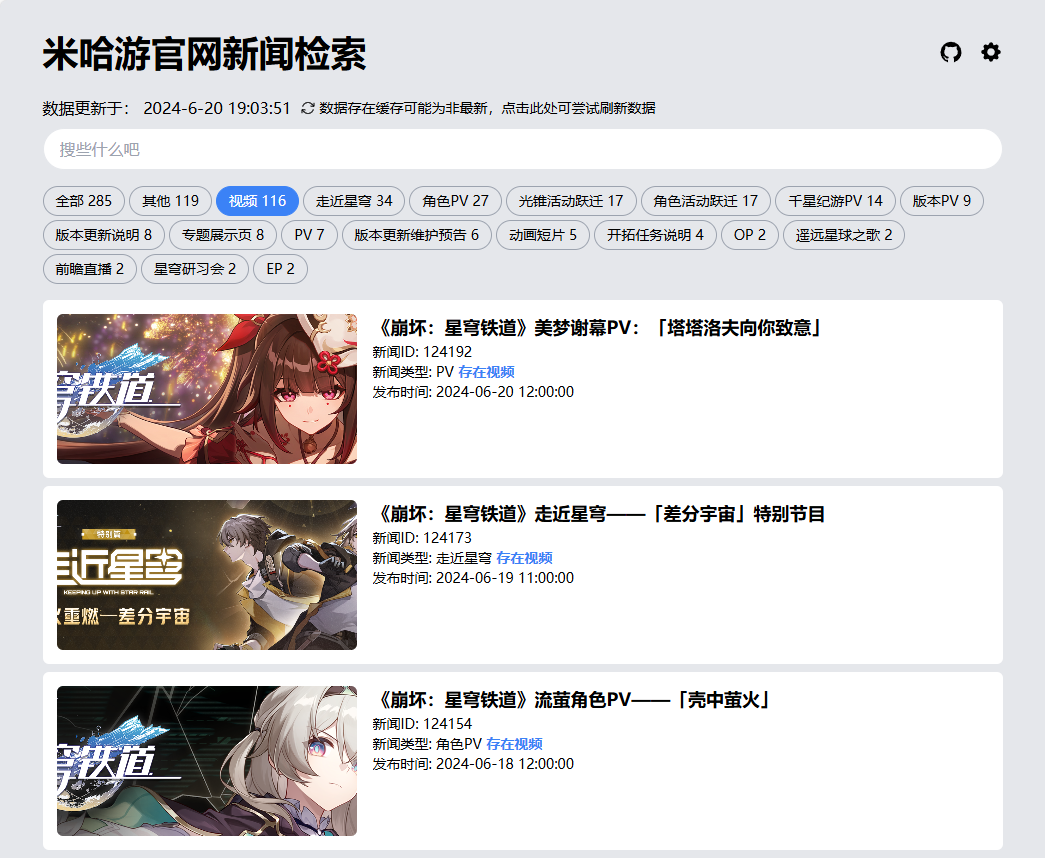 米哈游官网新闻检索
数据更新于： 2024-6-20 19:03:51 数据存在缓存可能为非最新，点击此处可尝试刷新数据
搜些什么吧
全部 285 其他 119 视频 116 走近星穹 34 角色PV 27 光锥活动跃迁 17 角色活动跃迁 17 千星纪游PV 14 版本PV 9
版本更新说明 8 专题展示页 8 PV 7 版本更新维护预告 6 动画短片 5 开拓任务说明 4 OP 2 遥远星球之歌 2
前瞻直播 2 星穹研习会 2 EP 2
穹铁道
《崩坏：星穹铁道》美梦谢幕PV：「塔塔洛夫向你致意」
新闻ID: 124192
新闻类型: PV 存在视频
发布时间: 2024-06-20 12:00:00
特别篇
走近星穹
KEEPING UP WITH STAR RAIL
火重燃—差分宇宙
《崩坏：星穹铁道》走近星穹——「差分宇宙」特别节目
新闻ID: 124173
新闻类型: 走近星穹 存在视频
发布时间: 2024-06-19 11:00:00
穹铁道
《崩坏：星穹铁道》流萤角色PV——「壳中萤火」
新闻ID: 124154
新闻类型: 角色PV 存在视频
发布时间: 2024-06-18 12:00:00